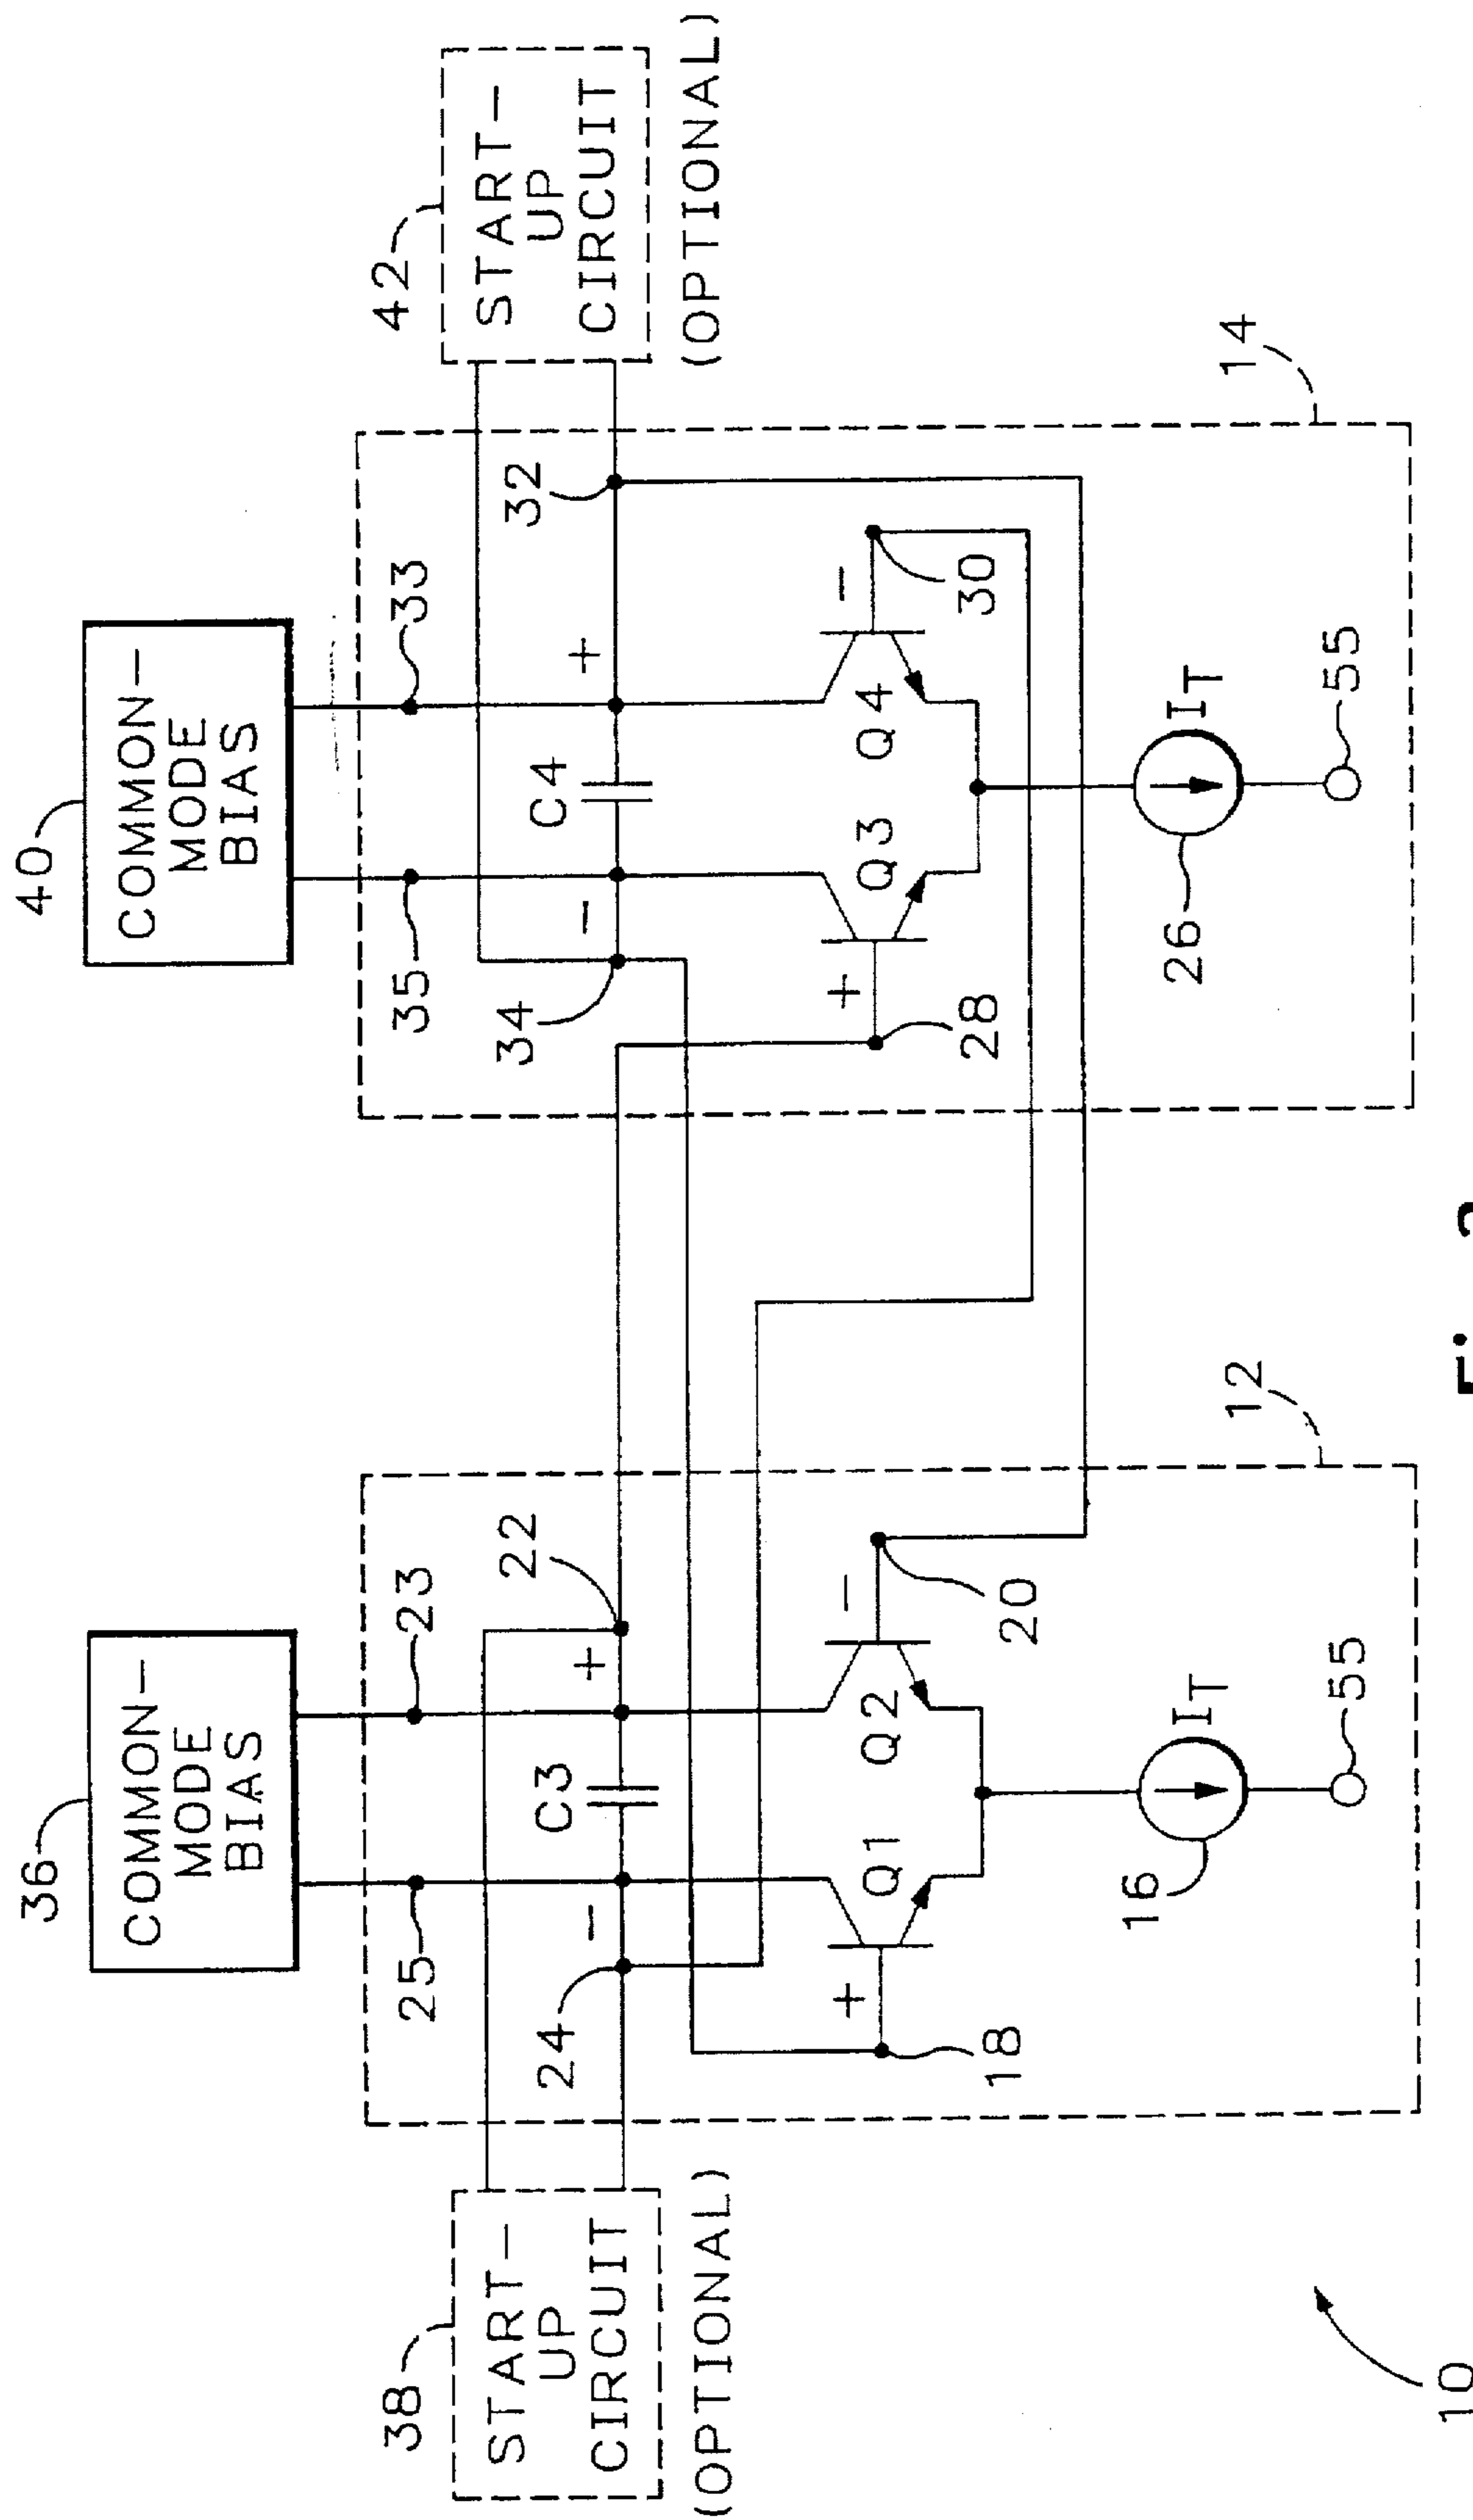 36
COMMON-
MODE
BIAS
40
COMMON-
MODE
BIAS
38
START-
UP
CIRCUIT
(OPTIONAL)
42
START-
UP
CIRCUIT
(OPTIONAL)
25
23
24
-
C3
+
22
+
Q1
Q2
-
18
20
16
IT
55
12
35
33
34
-
C4
+
32
+
Q3
Q4
-
28
30
26
IT
55
14
10